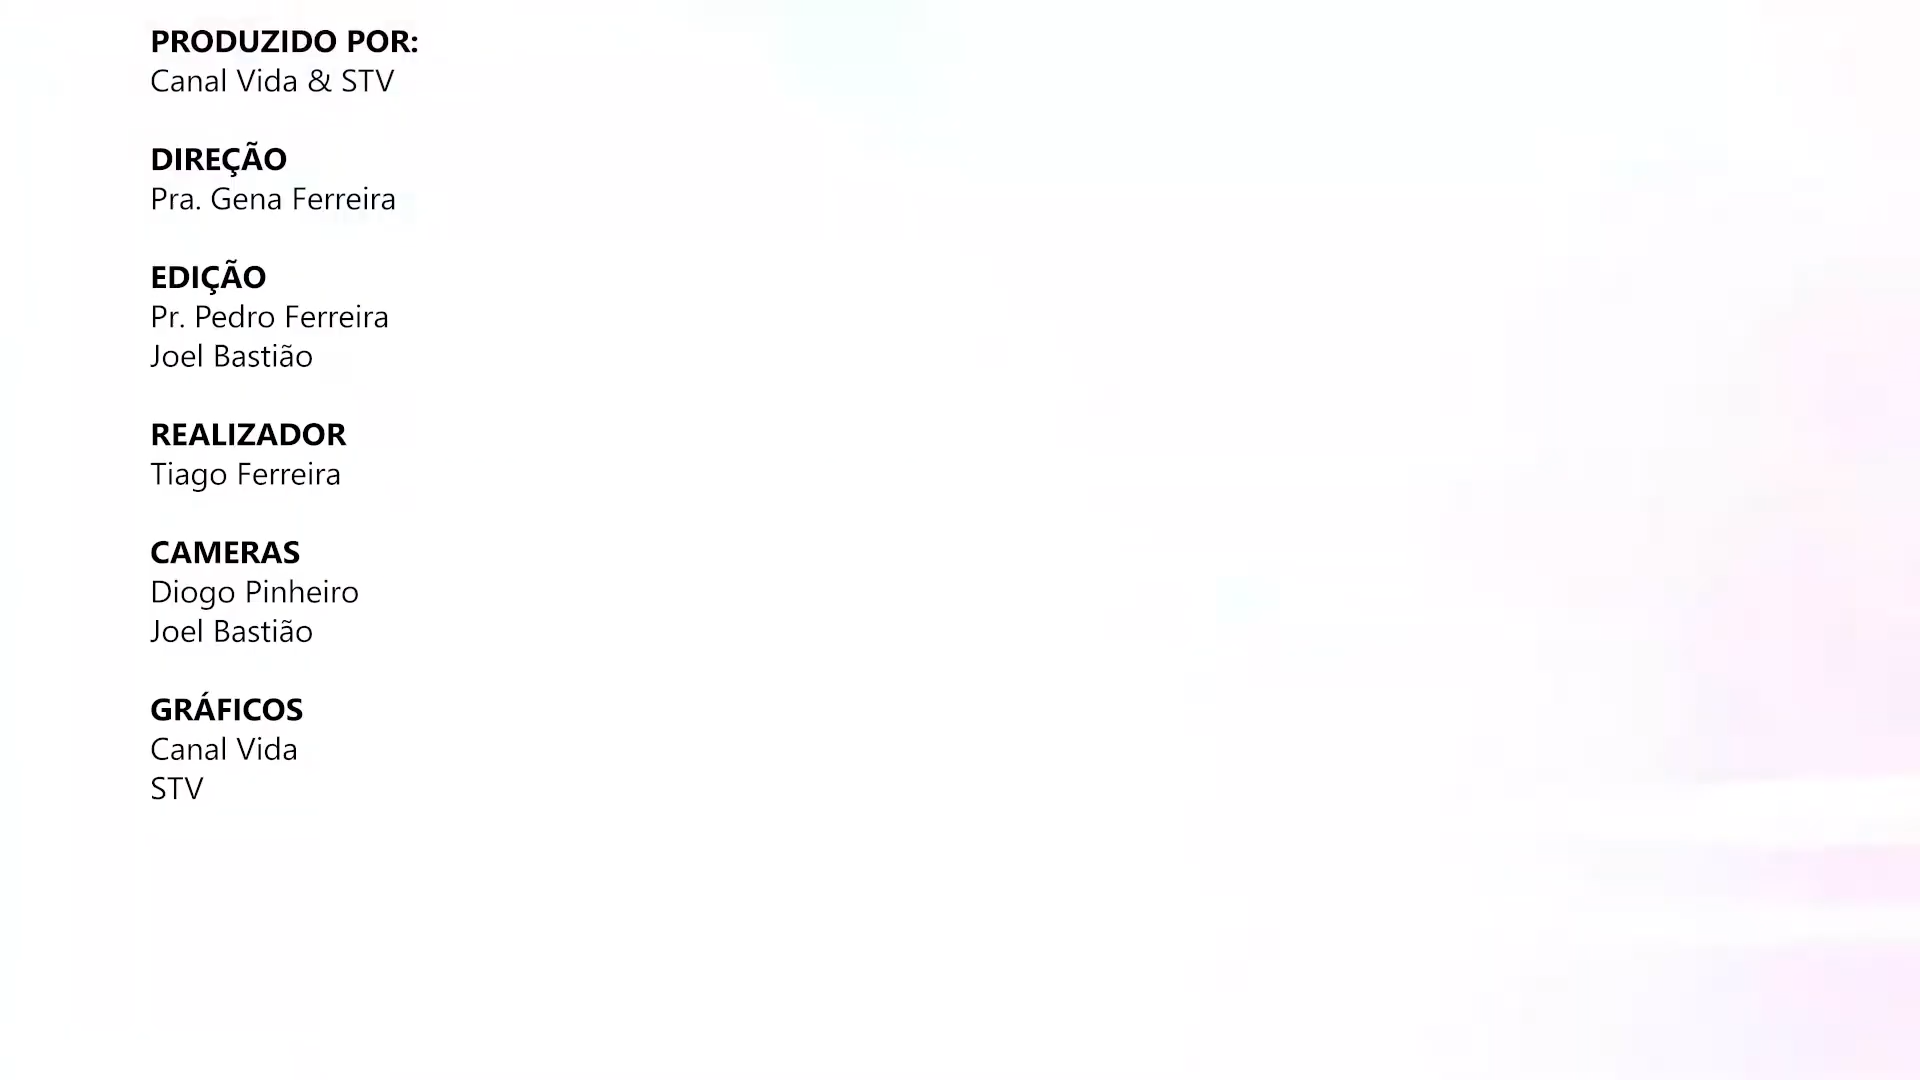 PRODUZIDO POR:
Canal Vida & STV
DIREÇÃO
Pra. Gena Ferreira
EDIÇÃO
Pr. Pedro Ferreira
Joel Bastião
REALIZADOR
Tiago Ferreira
CAMERAS
Diogo Pinheiro
Joel Bastião
GRÁFICOS
Canal Vida
STV